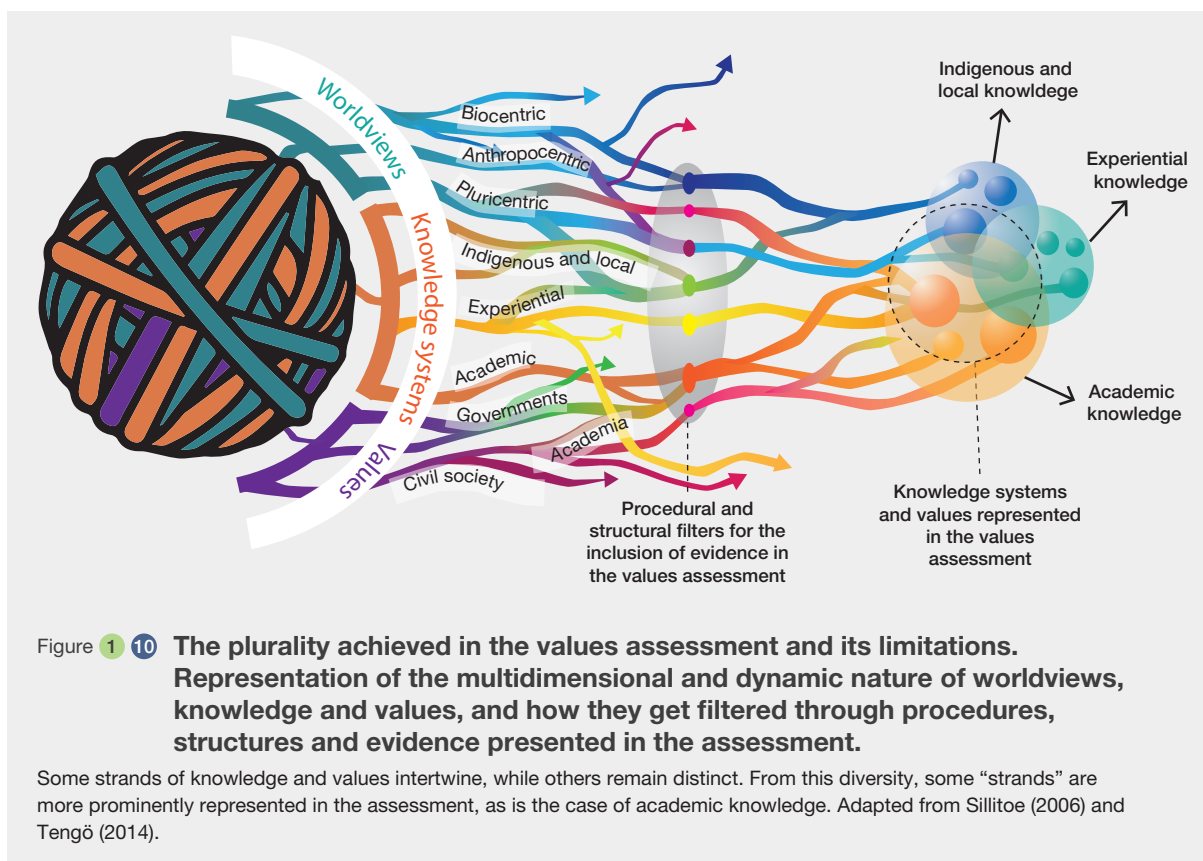 Worldviews
Knowledge systems
Values
Biocentric
Anthropocentric
Pluricentric
Indigenous and local
Experiential
Academic
Governments
Academia
Civil society
Procedural and
structural filters for the
inclusion of evidence in
the values assessment
Indigenous and
local knowldege
Experiential
knowledge
Academic
knowledge
Knowledge systems
and values represented
in the values
assessment
Figure 1 10 The plurality achieved in the values assessment and its limitations.
Representation of the multidimensional and dynamic nature of worldviews,
knowledge and values, and how they get filtered through procedures,
structures and evidence presented in the assessment.
Some strands of knowledge and values intertwine, while others remain distinct. From this diversity, some “strands” are
more prominently represented in the assessment, as is the case of academic knowledge. Adapted from Sillitoe (2006) and
Tengö (2014).